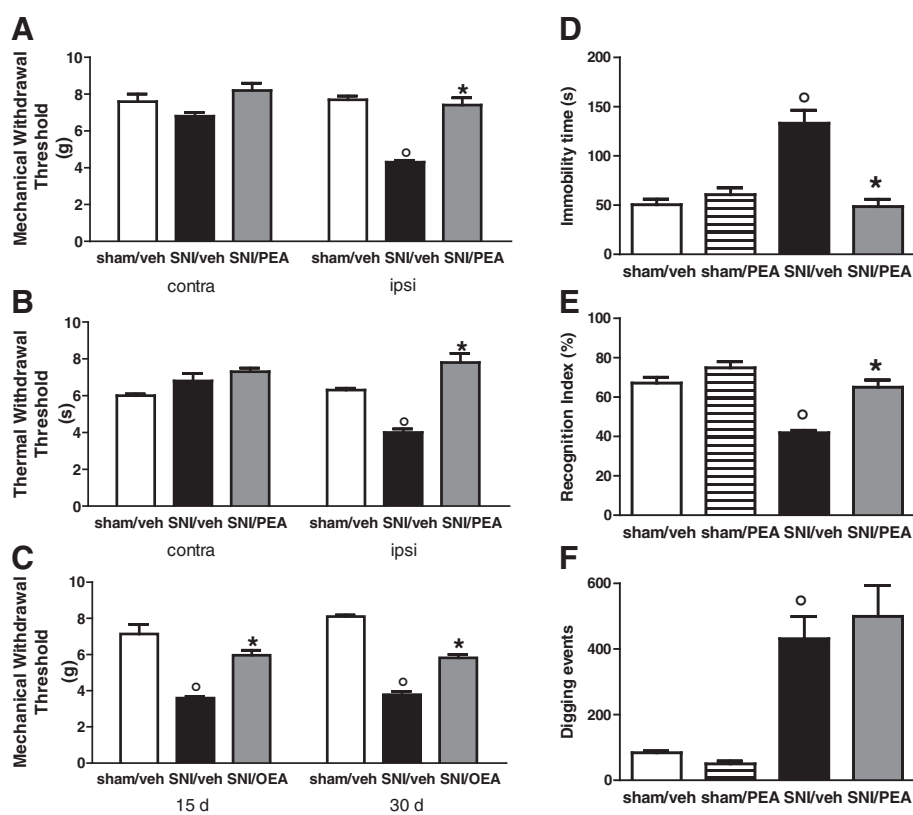 A
Mechanical Withdrawal
Threshold
(g)
10
8
6
4
2
0
*
sham/veh SNI/veh SNI/PEA sham/veh SNI/veh SNI/PEA
contra ipsi
B
Thermal Withdrawal
Threshold
(s)
10
8
6
4
2
0
*
sham/veh SNI/veh SNI/PEA sham/veh SNI/veh SNI/PEA
contra ipsi
C
Mechanical Withdrawal
Threshold
(g)
10
8
6
4
2
0
* *
sham/veh SNI/veh SNI/OEA sham/veh SNI/veh SNI/OEA
15 d 30 d
D
Immobility time (s)
200
150
100
50
0
*
sham/veh sham/PEA SNI/veh SNI/PEA
E
Recognition Index (%)
100
80
60
40
20
0
*
sham/veh sham/PEA SNI/veh SNI/PEA
F
Digging events
600
400
200
0
sham/veh sham/PEA SNI/veh SNI/PEA